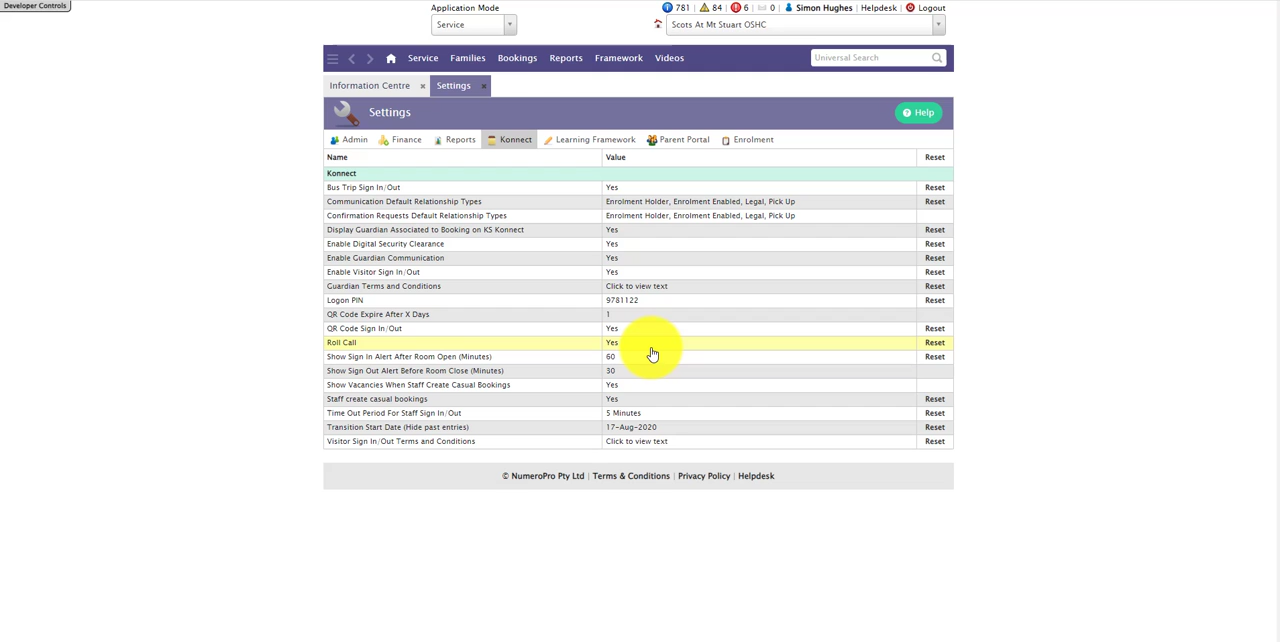 Developer Controls
Application Mode
781 | 84 | 6 | 0 | Simon Hughes | Helpdesk | Logout
Service
Scots At Mt Stuart OSHC
Service Families Bookings Reports Framework Videos
Universal Search
Information Centre x Settings x
Settings
Help
Admin Finance Reports Konnect Learning Framework Parent Portal Enrolment
Name Value Reset
Konnect
Bus Trip Sign In/Out Yes Reset
Communication Default Relationship Types Enrolment Holder, Enrolment Enabled, Legal, Pick Up Reset
Confirmation Requests Default Relationship Types Enrolment Holder, Enrolment Enabled, Legal, Pick Up
Display Guardian Associated to Booking on KS Konnect Yes Reset
Enable Digital Security Clearance Yes Reset
Enable Guardian Communication Yes Reset
Enable Visitor Sign In/Out Yes Reset
Guardian Terms and Conditions Click to view text Reset
Logon PIN 9781122 Reset
QR Code Expire After X Days 1
QR Code Sign In/Out Yes Reset
Roll Call Yes Reset
Show Sign In Alert After Room Open (Minutes) 60 Reset
Show Sign Out Alert Before Room Close (Minutes) 30
Show Vacancies When Staff Create Casual Bookings Yes
Staff create casual bookings Yes Reset
Time Out Period For Staff Sign In/Out 5 Minutes Reset
Transition Start Date (Hide past entries) 17-Aug-2020 Reset
Visitor Sign In/Out Terms and Conditions Click to view text Reset
© NumeroPro Pty Ltd | Terms & Conditions | Privacy Policy | Helpdesk